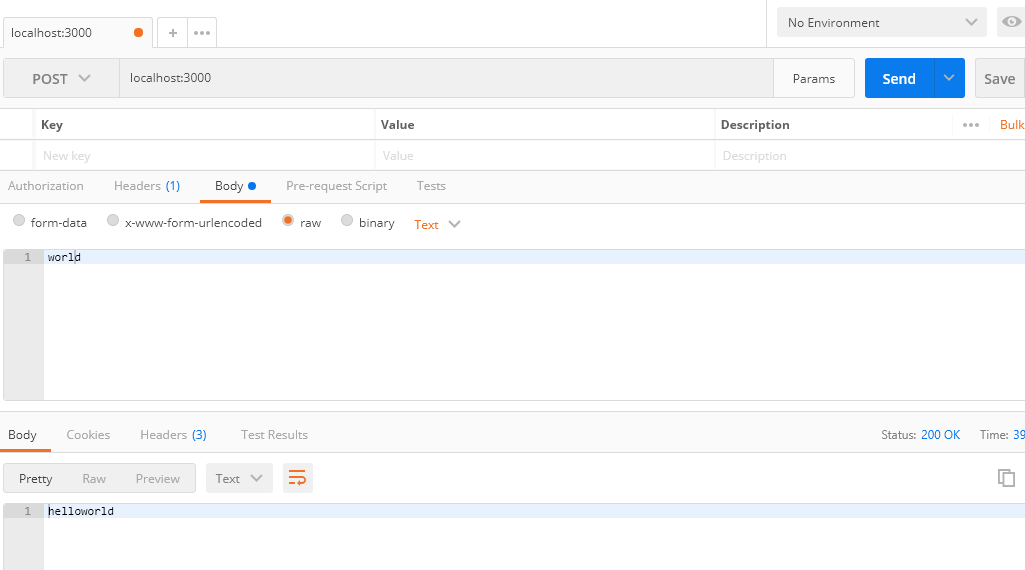 localhost:3000 + ••• No Environment
POST localhost:3000 Params Send Save
Key Value Description ••• Bulk
New key Value Description
Authorization Headers (1) Body Pre-request Script Tests
form-data x-www-form-urlencoded raw binary Text
1 world
Body Cookies Headers (3) Test Results Status: 200 OK Time: 39
Pretty Raw Preview Text
1 helloworld